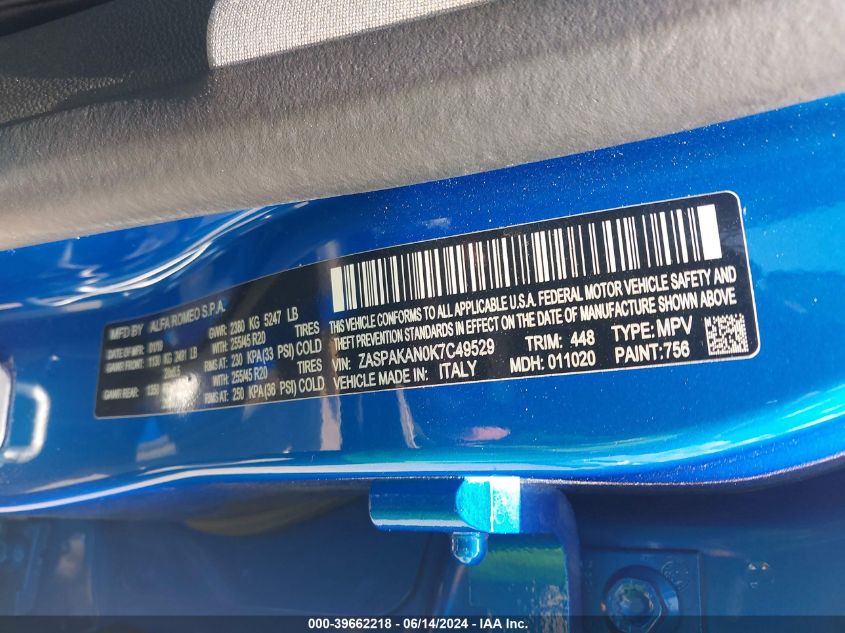 MFD BY ALFA ROMEO S.P.A.
DATE OF MFR GVWR: 2380 KG 5247 LB
GAWR FRONT: 1130 KG 2491 LB WITH: 255/45 R20 TIRES
RIMS AT: 230 KPA(33 PSI) COLD
GAWR REAR: 1350 WITH: 255/45 R20 TIRES
RIMS AT: 250 KPA(36 PSI) COLD
THIS VEHICLE CONFORMS TO ALL APPLICABLE U.S.A. FEDERAL MOTOR VEHICLE SAFETY AND
THEFT PREVENTION STANDARDS IN EFFECT ON THE DATE OF MANUFACTURE SHOWN ABOVE
VIN: ZASPAKAN0K7C49529 TRIM: 448 TYPE: MPV
VEHICLE MADE IN: ITALY MDH: 011020 PAINT:756
000-39662218 - 06/14/2024 - IAA Inc.